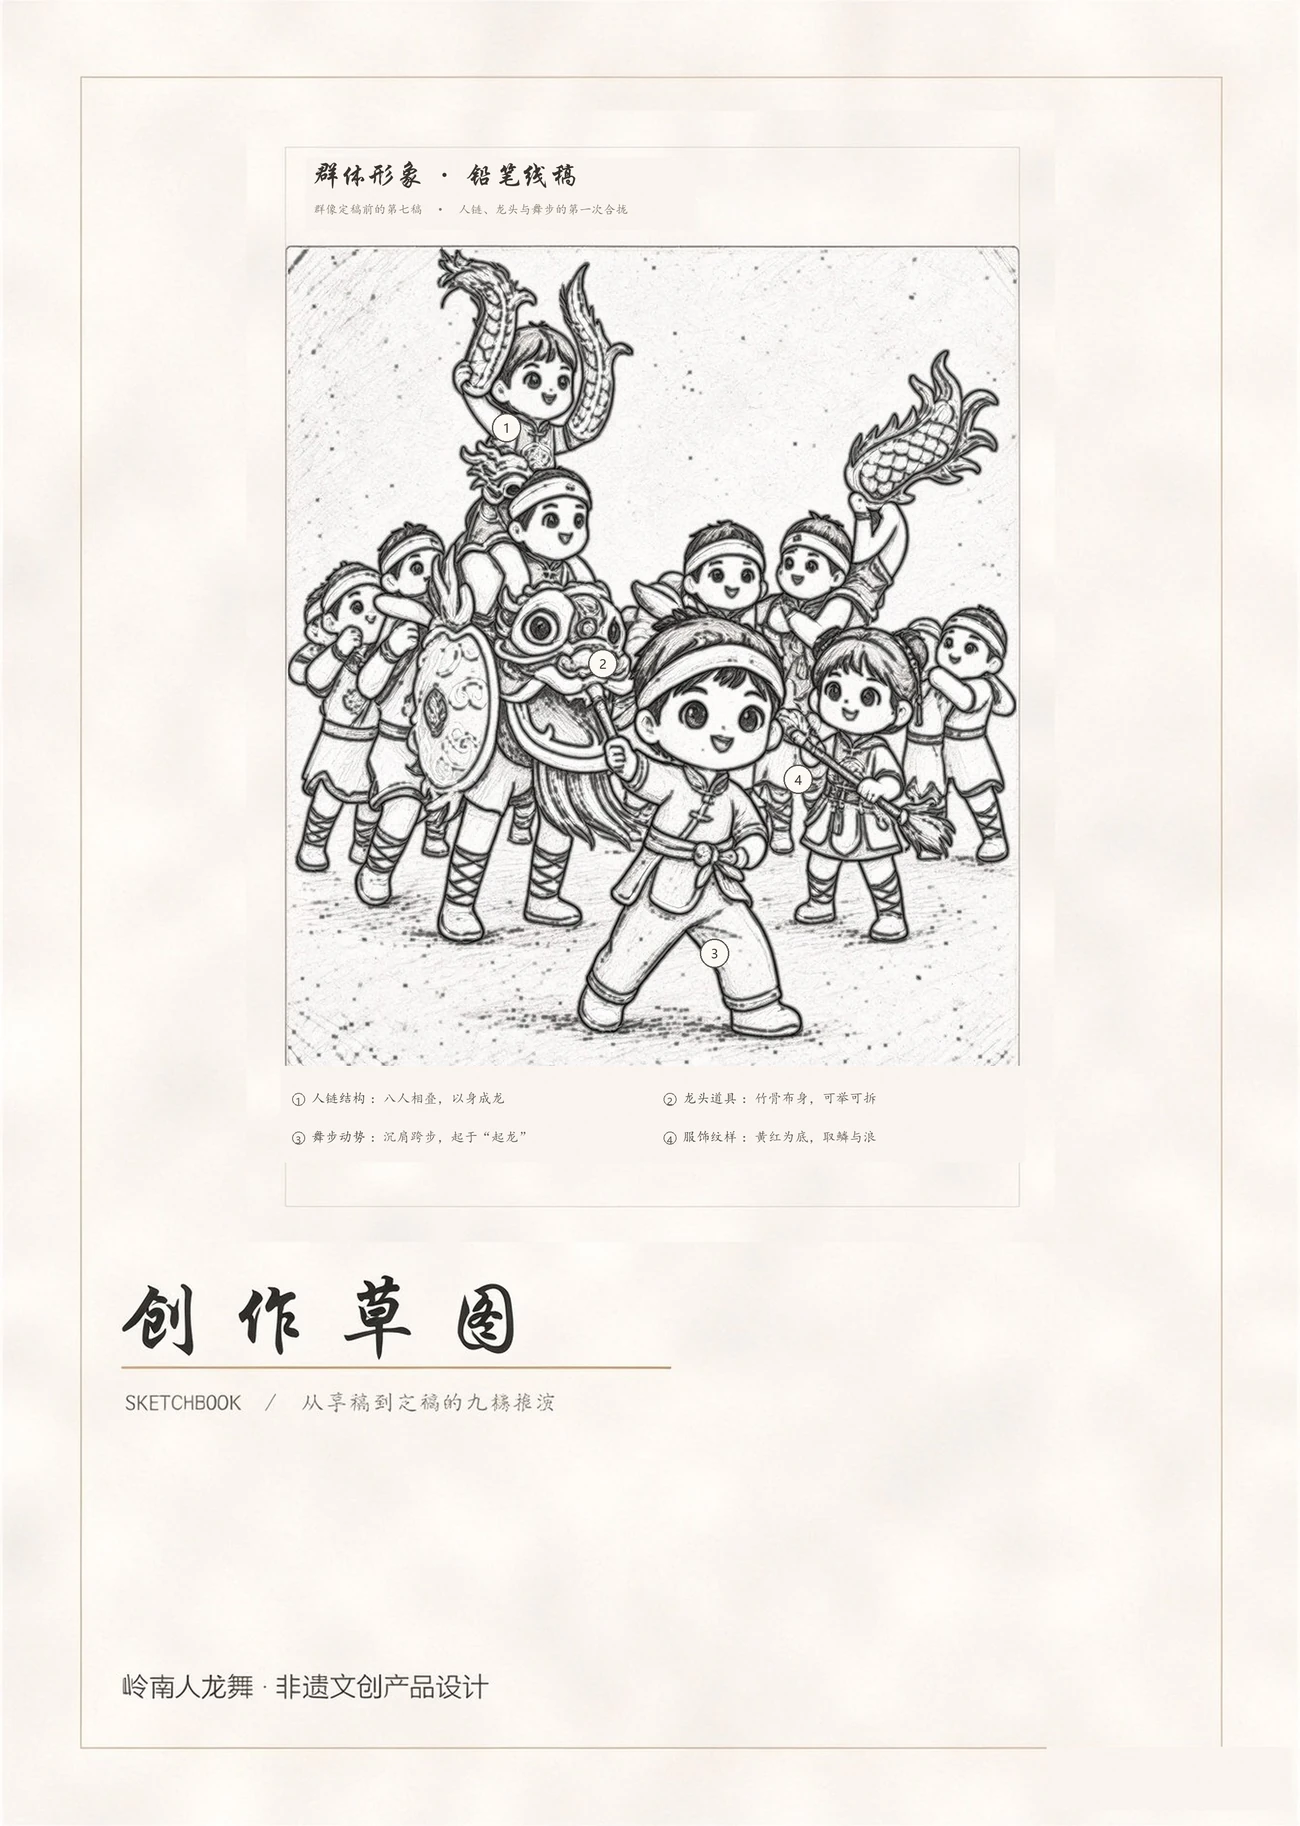 群体形象 · 铅笔线稿
群像定稿前的第七稿 • 人链、龙头与舞步的第一次合拢
1
2
4
3
① 人链结构：八人相叠，以身成龙
② 龙头道具：竹骨布身，可举可拆
③ 舞步动势：沉肩跨步，起于“起龙”
④ 服饰纹样：黄红为底，取鳞与浪
创作草图
SKETCHBOOK / 从草稿到定稿的九稿推演
岭南人龙舞 · 非遗文创产品设计